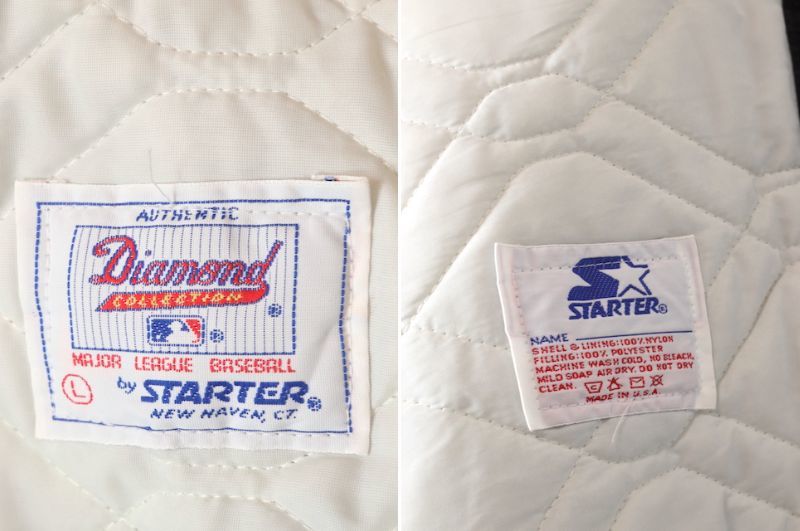 AUTHENTIC
Diamond
COLLECTION
MAJOR LEAGUE BASEBALL
L
by STARTER
NEW HAVEN, CT.
STARTER
NAME
SHELL & LINING: 100% NYLON
FILLING: 100% POLYESTER
MACHINE WASH COLD, NO BLEACH,
MILD SOAP AIR DRY. DO NOT DRY
CLEAN.
MADE IN U.S.A.